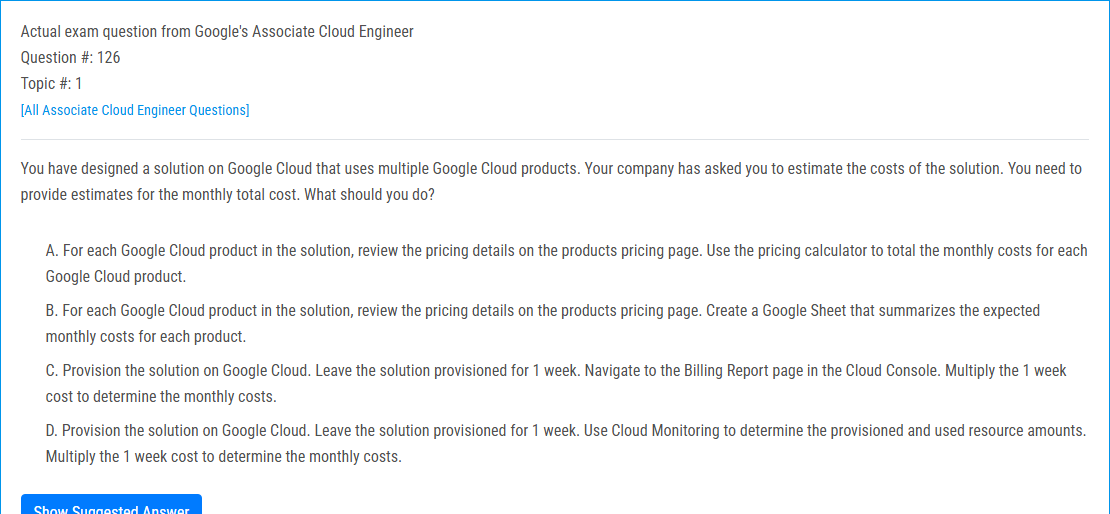 Actual exam question from Google's Associate Cloud Engineer
Question #: 126
Topic #: 1
[All Associate Cloud Engineer Questions]
You have designed a solution on Google Cloud that uses multiple Google Cloud products. Your company has asked you to estimate the costs of the solution. You need to
provide estimates for the monthly total cost. What should you do?
A. For each Google Cloud product in the solution, review the pricing details on the products pricing page. Use the pricing calculator to total the monthly costs for each
Google Cloud product.
B. For each Google Cloud product in the solution, review the pricing details on the products pricing page. Create a Google Sheet that summarizes the expected
monthly costs for each product.
C. Provision the solution on Google Cloud. Leave the solution provisioned for 1 week. Navigate to the Billing Report page in the Cloud Console. Multiply the 1 week
cost to determine the monthly costs.
D. Provision the solution on Google Cloud. Leave the solution provisioned for 1 week. Use Cloud Monitoring to determine the provisioned and used resource amounts.
Multiply the 1 week cost to determine the monthly costs.
Show Suggested Answer